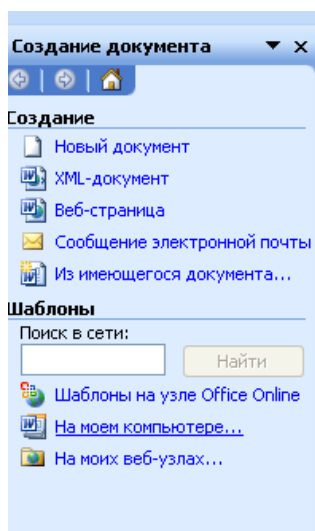 Создание документа
Создание
Новый документ
XML-документ
Веб-страница
Сообщение электронной почты
Из имеющегося документа...
Шаблоны
Поиск в сети:
Найти
Шаблоны на узле Office Online
На моем компьютере...
На моих веб-узлах...